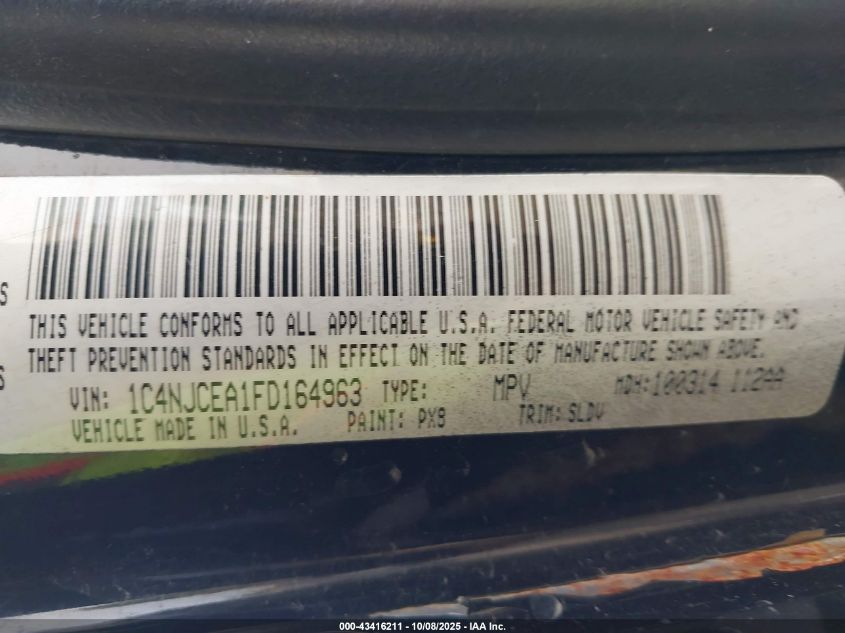 S
THIS VEHICLE CONFORMS TO ALL APPLICABLE U.S.A. FEDERAL MOTOR VEHICLE SAFETY AND
THEFT PREVENTION STANDARDS IN EFFECT ON THE DATE OF MANUFACTURE SHOWN ABOVE.
S
VIN: 1C4NJCEA1FD164963 TYPE: MPV MDH: 100314 112AA
VEHICLE MADE IN U.S.A. PAINT: PX8 TRIM: SLDV
000-43416211 - 10/08/2025 - IAA Inc.